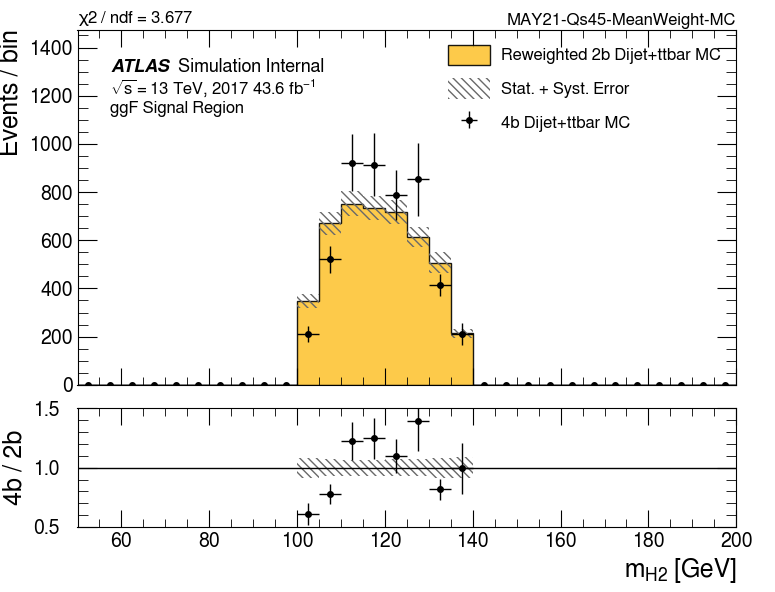 χ2 / ndf = 3.677
MAY21-Qs45-MeanWeight-MC
Events / bin
1400
1200
1000
800
600
400
200
0
ATLAS Simulation Internal
√s = 13 TeV, 2017 43.6 fb−1
ggF Signal Region
Reweighted 2b Dijet+ttbar MC
Stat. + Syst. Error
4b Dijet+ttbar MC
4b / 2b
1.5
1.0
0.5
60 80 100 120 140 160 180 200
mH2 [GeV]